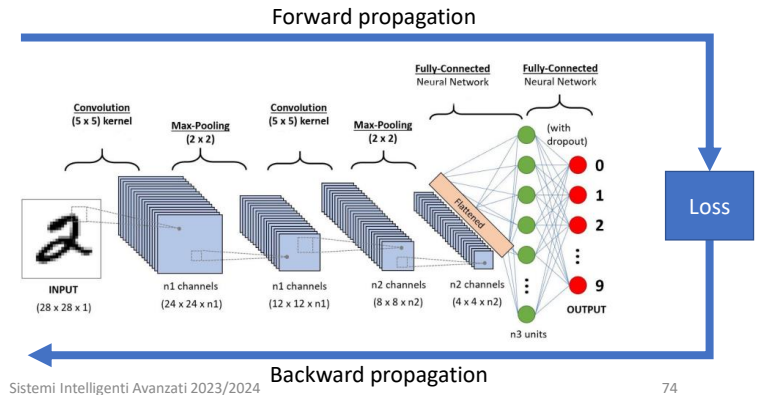 Forward propagation
Fully-Connected
Neural Network
Fully-Connected
Neural Network
Convolution
(5 x 5) kernel
Max-Pooling
(2 x 2)
Convolution
(5 x 5) kernel
Max-Pooling
(2 x 2)
(with
dropout)
Flattened
0
1
2
9
Loss
INPUT
(28 x 28 x 1)
n1 channels
(24 x 24 x n1)
n1 channels
(12 x 12 x n1)
n2 channels
(8 x 8 x n2)
n2 channels
(4 x 4 x n2)
OUTPUT
n3 units
Backward propagation
Sistemi Intelligenti Avanzati 2023/2024
74